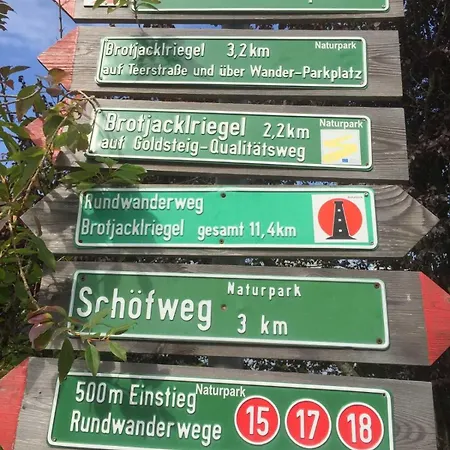 Naturpark
Brotjacklriegel 3,2 km
auf Teerstraße und über Wander-Parkplatz
Naturpark
Brotjacklriegel 2,2 km
auf Goldsteig-Qualitätsweg
Rundwanderweg
Brotjacklriegel gesamt 11,4 km
Naturpark
Schöfweg 3 km
500m Einstieg Naturpark
Rundwanderwege 15 17 18